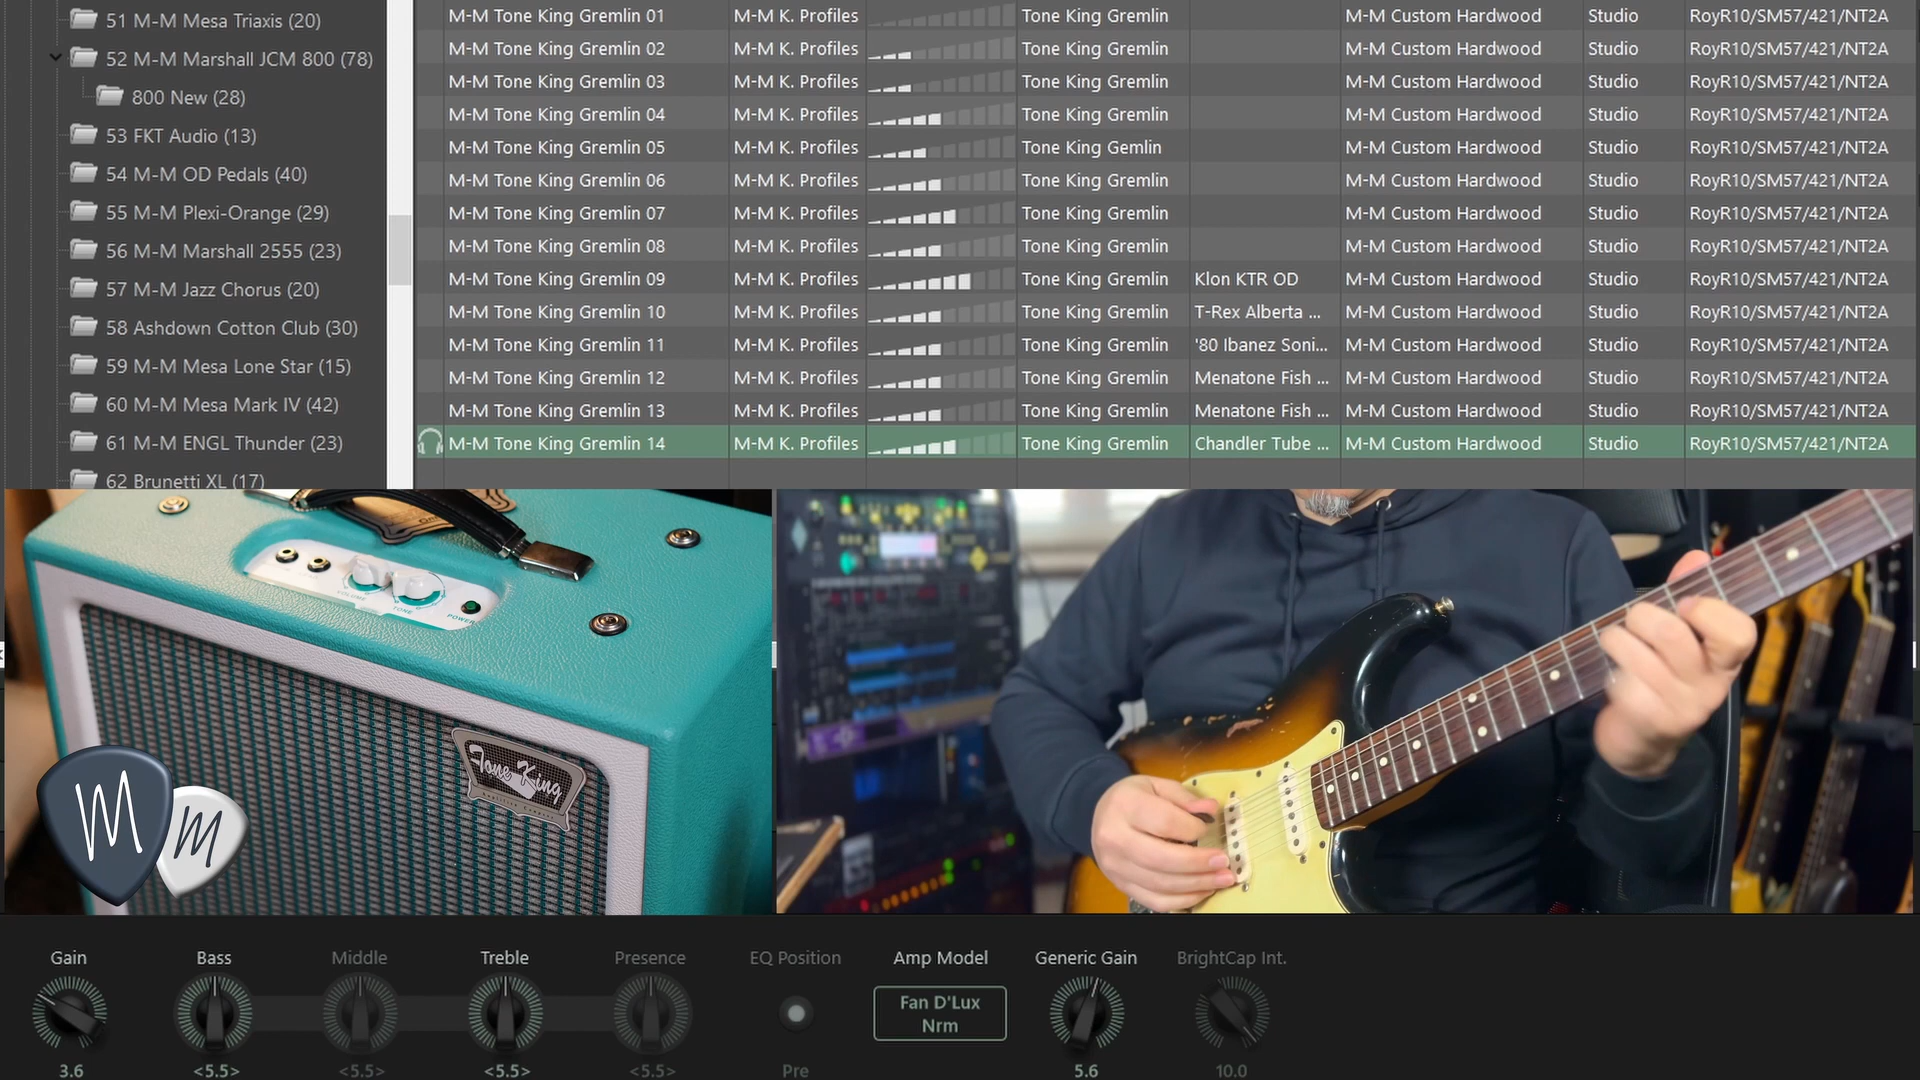 51 M-M Mesa Triaxis (20)
52 M-M Marshall JCM 800 (78)
800 New (28)
53 FKT Audio (13)
54 M-M OD Pedals (40)
55 M-M Plexi-Orange (29)
56 M-M Marshall 2555 (23)
57 M-M Jazz Chorus (20)
58 Ashdown Cotton Club (30)
59 M-M Mesa Lone Star (15)
60 M-M Mesa Mark IV (42)
61 M-M ENGL Thunder (23)
62 Brunetti XL (17)
M-M Tone King Gremlin 01 M-M K. Profiles Tone King Gremlin M-M Custom Hardwood Studio RoyR10/SM57/421/NT2A
M-M Tone King Gremlin 02 M-M K. Profiles Tone King Gremlin M-M Custom Hardwood Studio RoyR10/SM57/421/NT2A
M-M Tone King Gremlin 03 M-M K. Profiles Tone King Gremlin M-M Custom Hardwood Studio RoyR10/SM57/421/NT2A
M-M Tone King Gremlin 04 M-M K. Profiles Tone King Gremlin M-M Custom Hardwood Studio RoyR10/SM57/421/NT2A
M-M Tone King Gremlin 05 M-M K. Profiles Tone King Gemlin M-M Custom Hardwood Studio RoyR10/SM57/421/NT2A
M-M Tone King Gremlin 06 M-M K. Profiles Tone King Gremlin M-M Custom Hardwood Studio RoyR10/SM57/421/NT2A
M-M Tone King Gremlin 07 M-M K. Profiles Tone King Gremlin M-M Custom Hardwood Studio RoyR10/SM57/421/NT2A
M-M Tone King Gremlin 08 M-M K. Profiles Tone King Gremlin M-M Custom Hardwood Studio RoyR10/SM57/421/NT2A
M-M Tone King Gremlin 09 M-M K. Profiles Tone King Gremlin Klon KTR OD M-M Custom Hardwood Studio RoyR10/SM57/421/NT2A
M-M Tone King Gremlin 10 M-M K. Profiles Tone King Gremlin T-Rex Alberta ... M-M Custom Hardwood Studio RoyR10/SM57/421/NT2A
M-M Tone King Gremlin 11 M-M K. Profiles Tone King Gremlin '80 Ibanez Soni... M-M Custom Hardwood Studio RoyR10/SM57/421/NT2A
M-M Tone King Gremlin 12 M-M K. Profiles Tone King Gremlin Menatone Fish ... M-M Custom Hardwood Studio RoyR10/SM57/421/NT2A
M-M Tone King Gremlin 13 M-M K. Profiles Tone King Gremlin Menatone Fish ... M-M Custom Hardwood Studio RoyR10/SM57/421/NT2A
M-M Tone King Gremlin 14 M-M K. Profiles Tone King Gremlin Chandler Tube ... M-M Custom Hardwood Studio RoyR10/SM57/421/NT2A
VOLUME TONE POWER
Tone King
M M
Gain Bass Middle Treble Presence EQ Position Amp Model Generic Gain BrightCap Int.
Fan D'Lux
Nrm
3.6 <5.5> <5.5> <5.5> <5.5> Pre 5.6 10.0